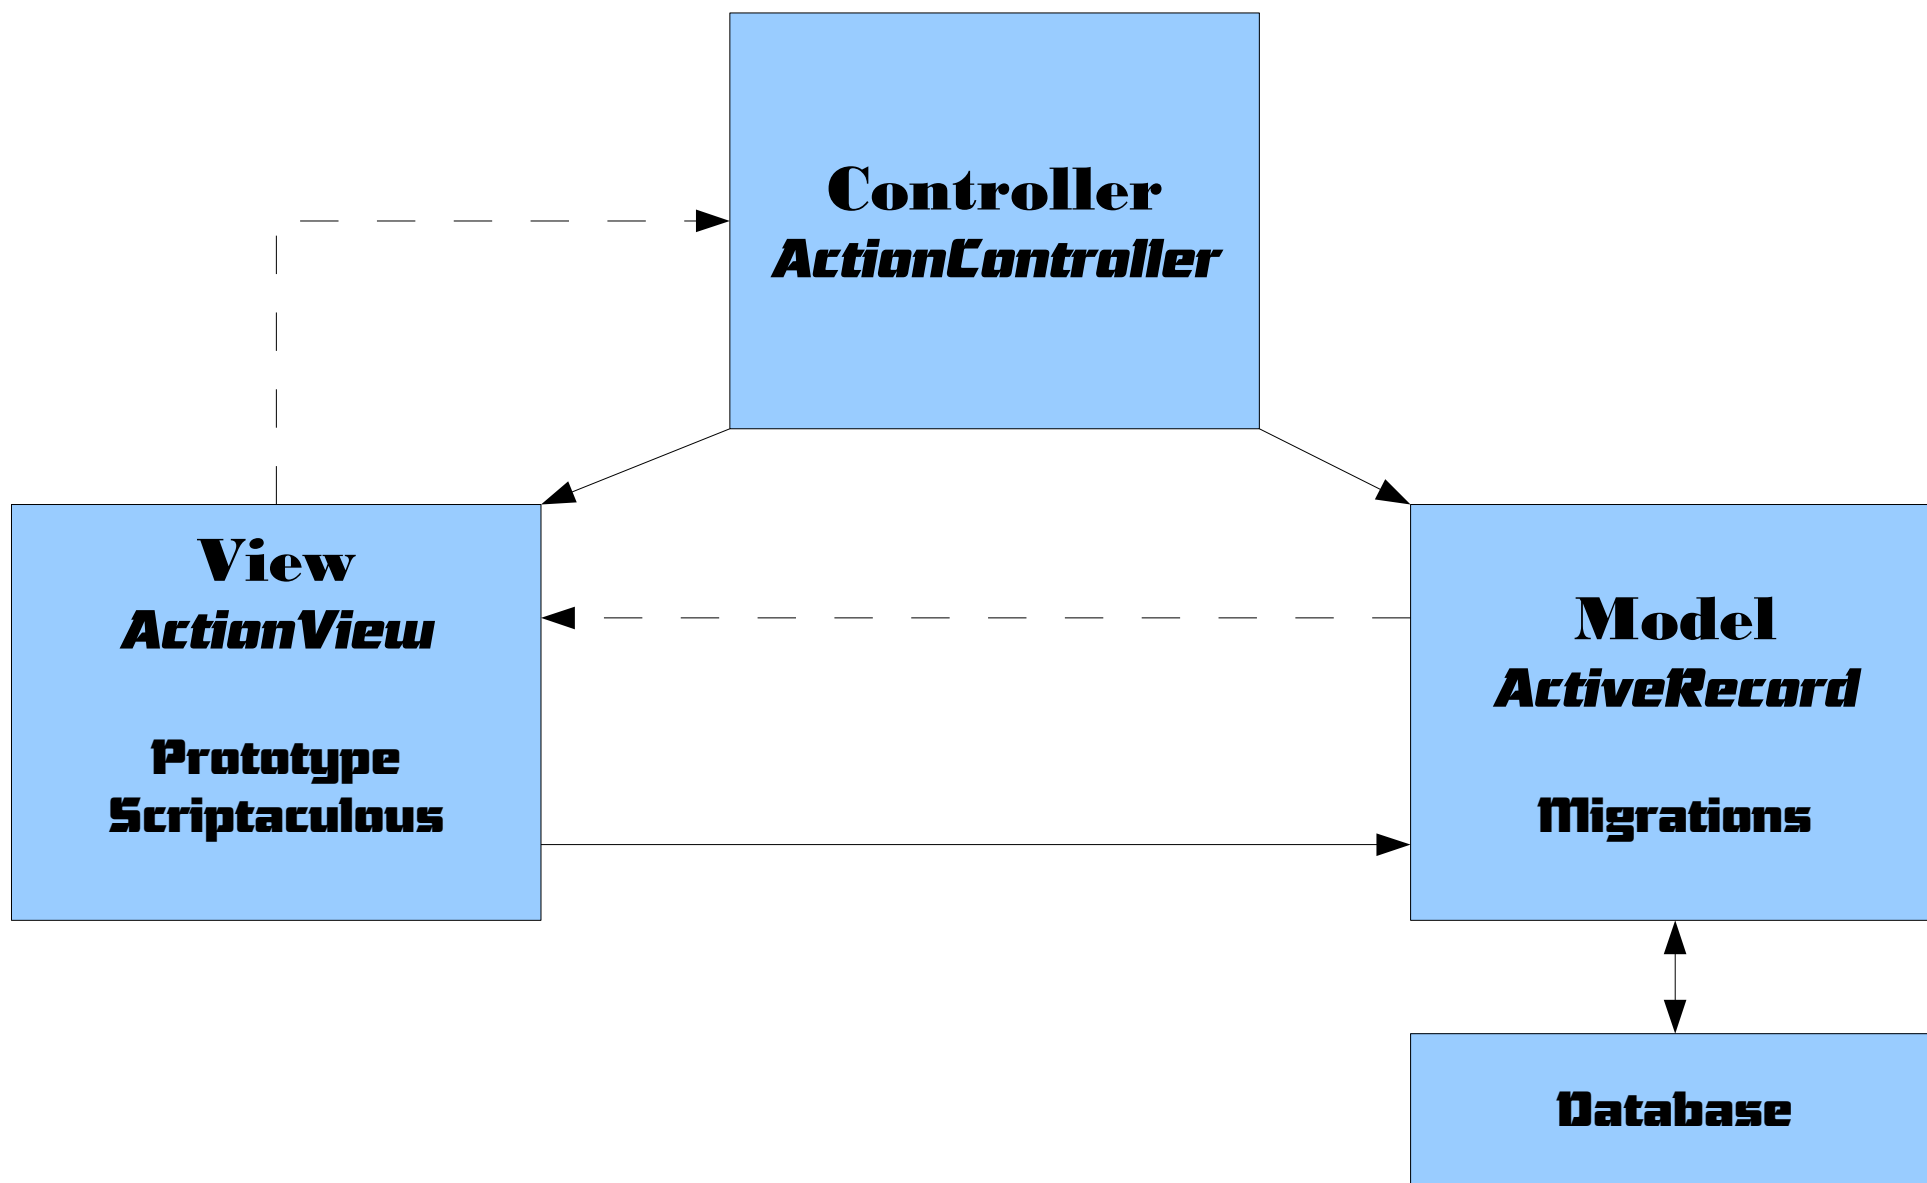 Controller
ActionController
View
ActionView
Prototype
Scriptaculous
Model
ActiveRecord
Migrations
Database